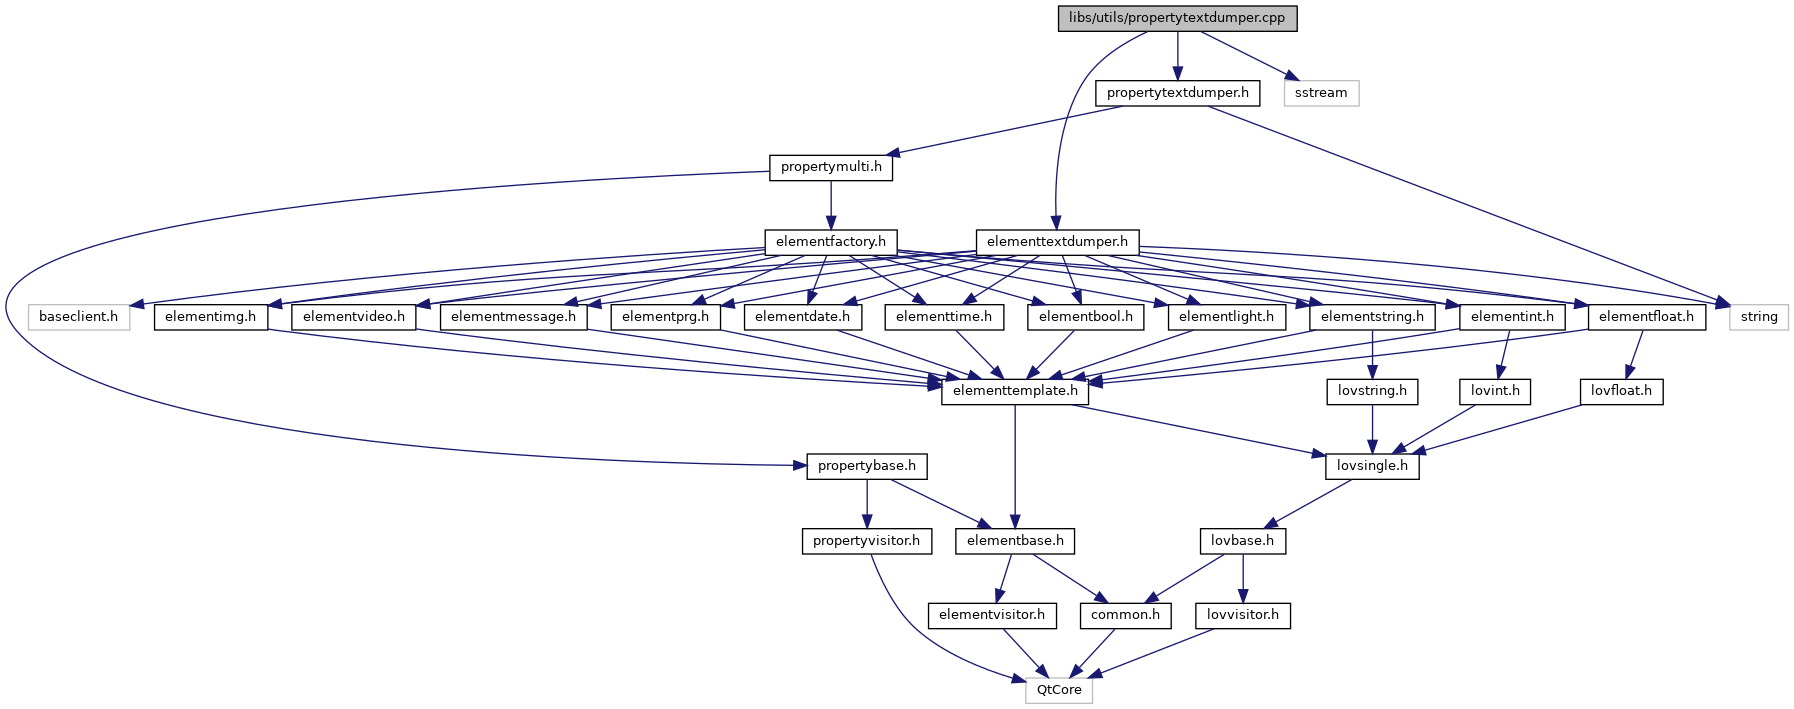 libs/utils/propertytextdumper.cpp
propertytextdumper.h
sstream
propertymulti.h
elementfactory.h
elementtextdumper.h
baseclient.h
elementimg.h
elementvideo.h
elementmessage.h
elementprg.h
elementdate.h
elementtime.h
elementbool.h
elementlight.h
elementstring.h
elementint.h
elementfloat.h
string
elementtemplate.h
lovstring.h
lovint.h
lovfloat.h
propertybase.h
lovsingle.h
propertyvisitor.h
elementbase.h
lovbase.h
elementvisitor.h
common.h
lovvisitor.h
QtCore